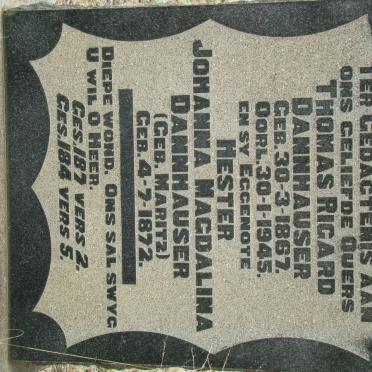 TER GEDAGTENIS AAN
ONS GELIEFDE OUERS
THOMAS RICARD
DANNHAUSER
GEB. 30-3-1867.
OORL. 30-1-1945.
EN SY EGGENOTE
HESTER
JOHANNA MAGDALINA
DANNHAUSER
(GEB. MARITZ)
GEB. 4-7-1872.
DIEPE WOND. ONS SAL SWYG
U WIL O HEER.
GES. 187 VERS 2.
GES. 184 VERS 5.